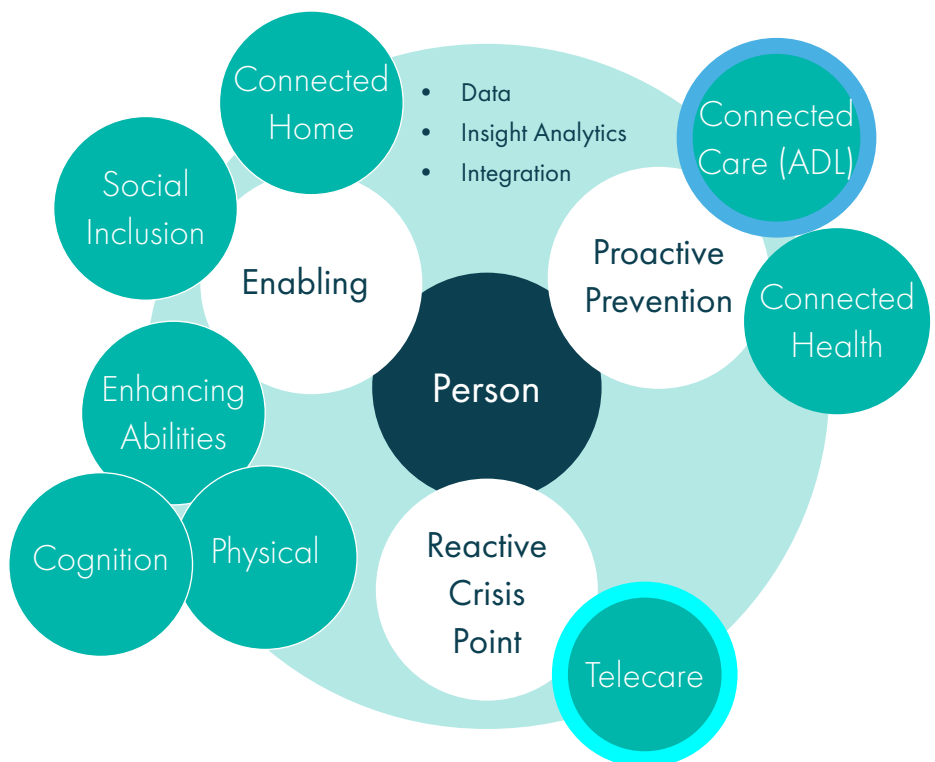 Connected
Home
• Data
• Insight Analytics
• Integration
Connected
Care (ADL)
Social
Inclusion
Enabling
Proactive
Prevention
Connected
Health
Person
Enhancing
Abilities
Cognition
Physical
Reactive
Crisis
Point
Telecare